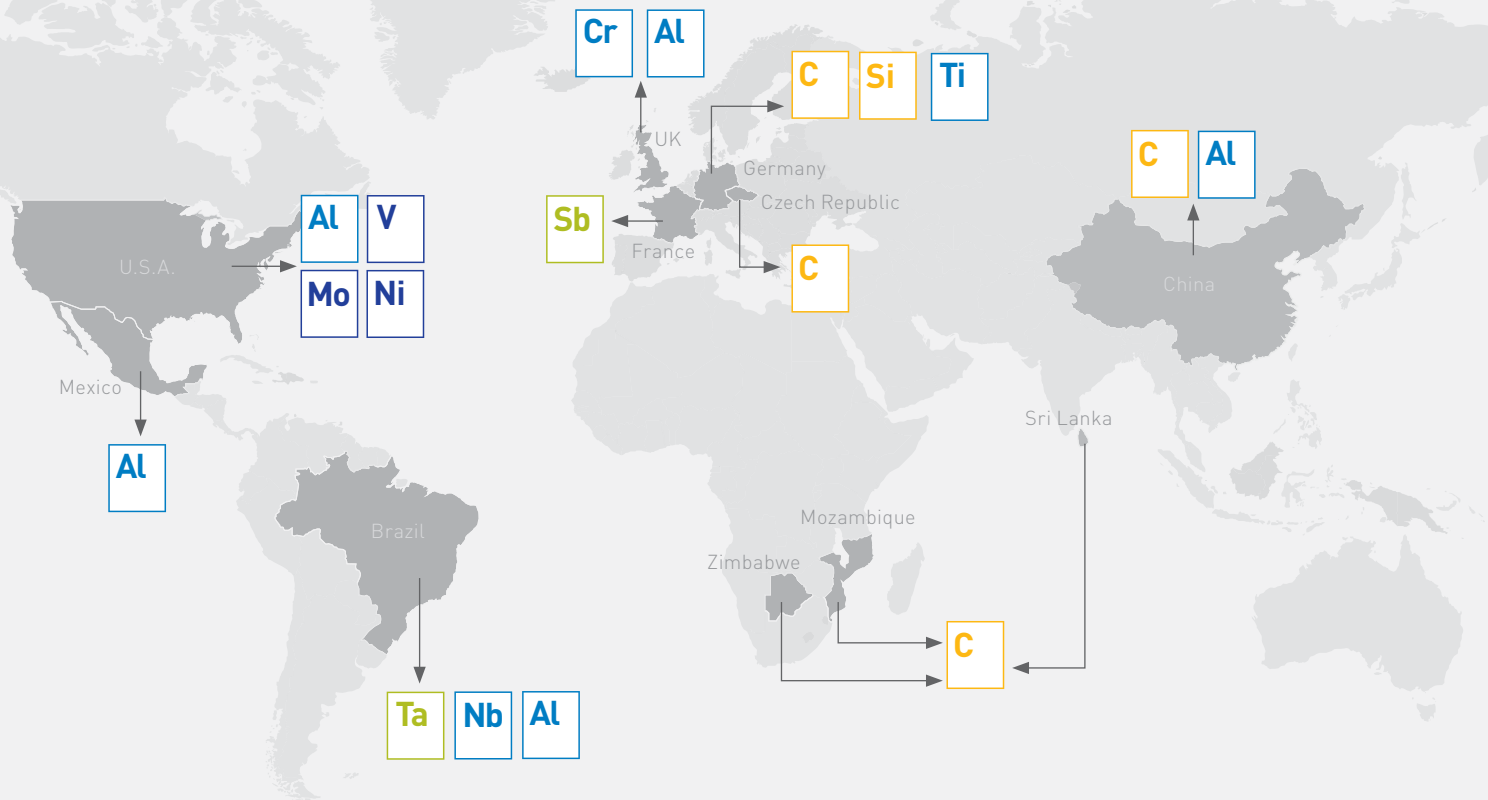 Cr Al
C Si Ti
UK
C Al
Germany
Al V
Sb
Czech Republic
France
U.S.A.
C
China
Mo Ni
Mexico
Sri Lanka
Al
Mozambique
Brazil
Zimbabwe
C
Ta Nb Al